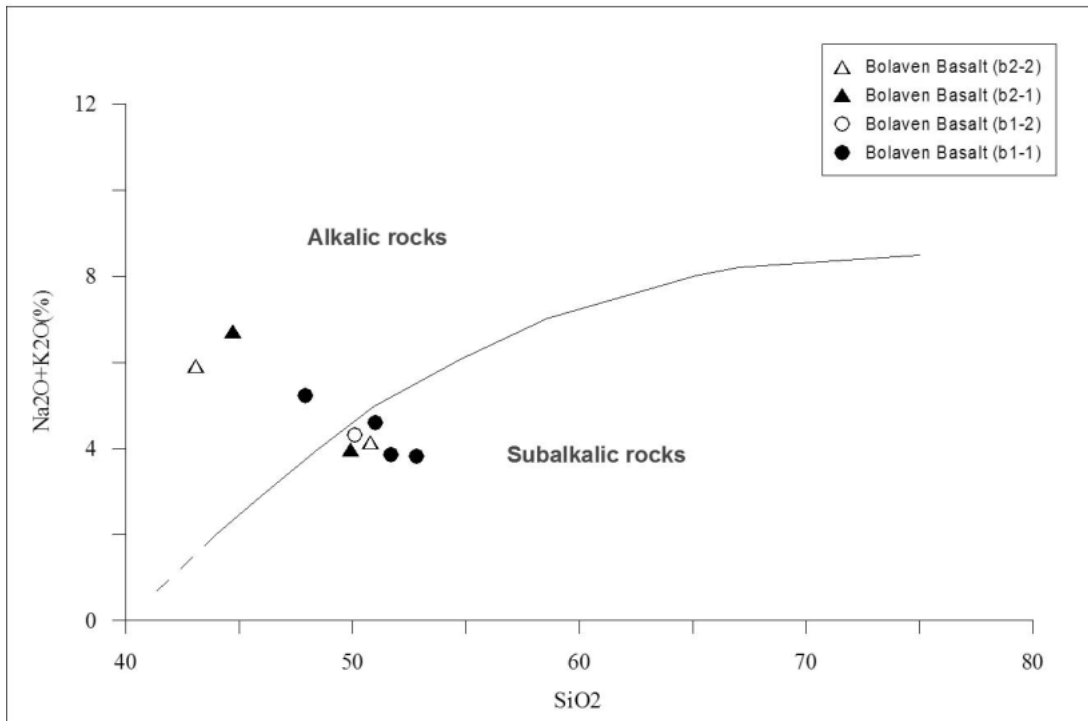 Bolaven Basalt (b2-2)
Bolaven Basalt (b2-1)
Bolaven Basalt (b1-2)
Bolaven Basalt (b1-1)
12
Alkalic rocks
8
Na2O+K2O(%)
4
Subalkalic rocks
0
40 50 60 70 80
SiO2